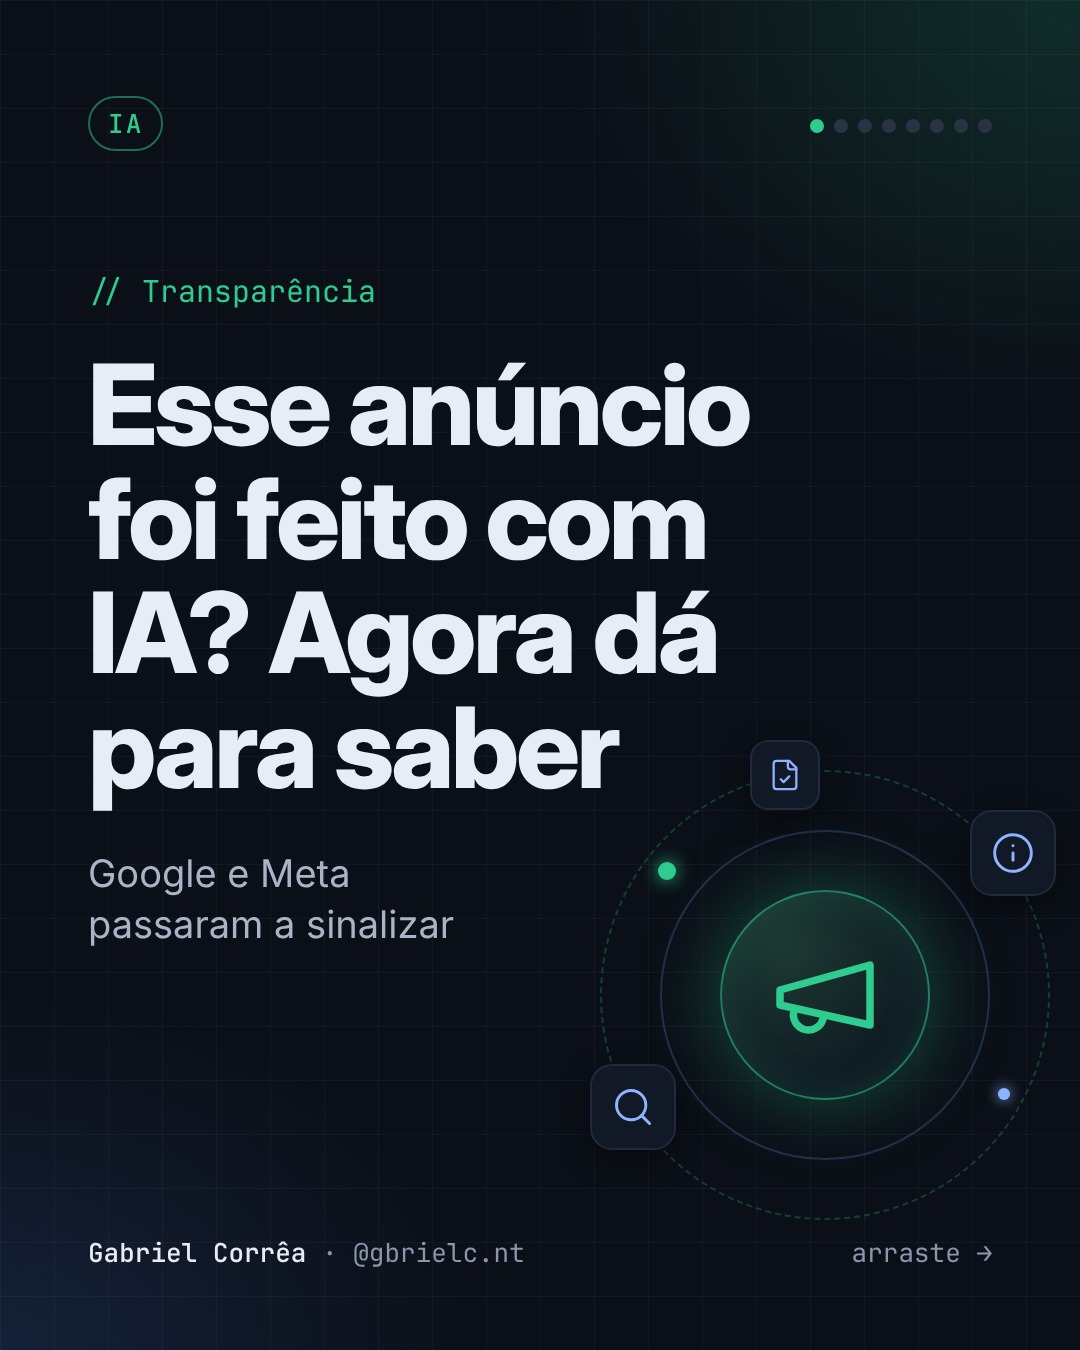 IA
// Transparência
Esse anúncio
foi feito com
IA? Agora dá
para saber
Google e Meta
passaram a sinalizar
Gabriel Corrêa · @gbrielc.nt
arraste →